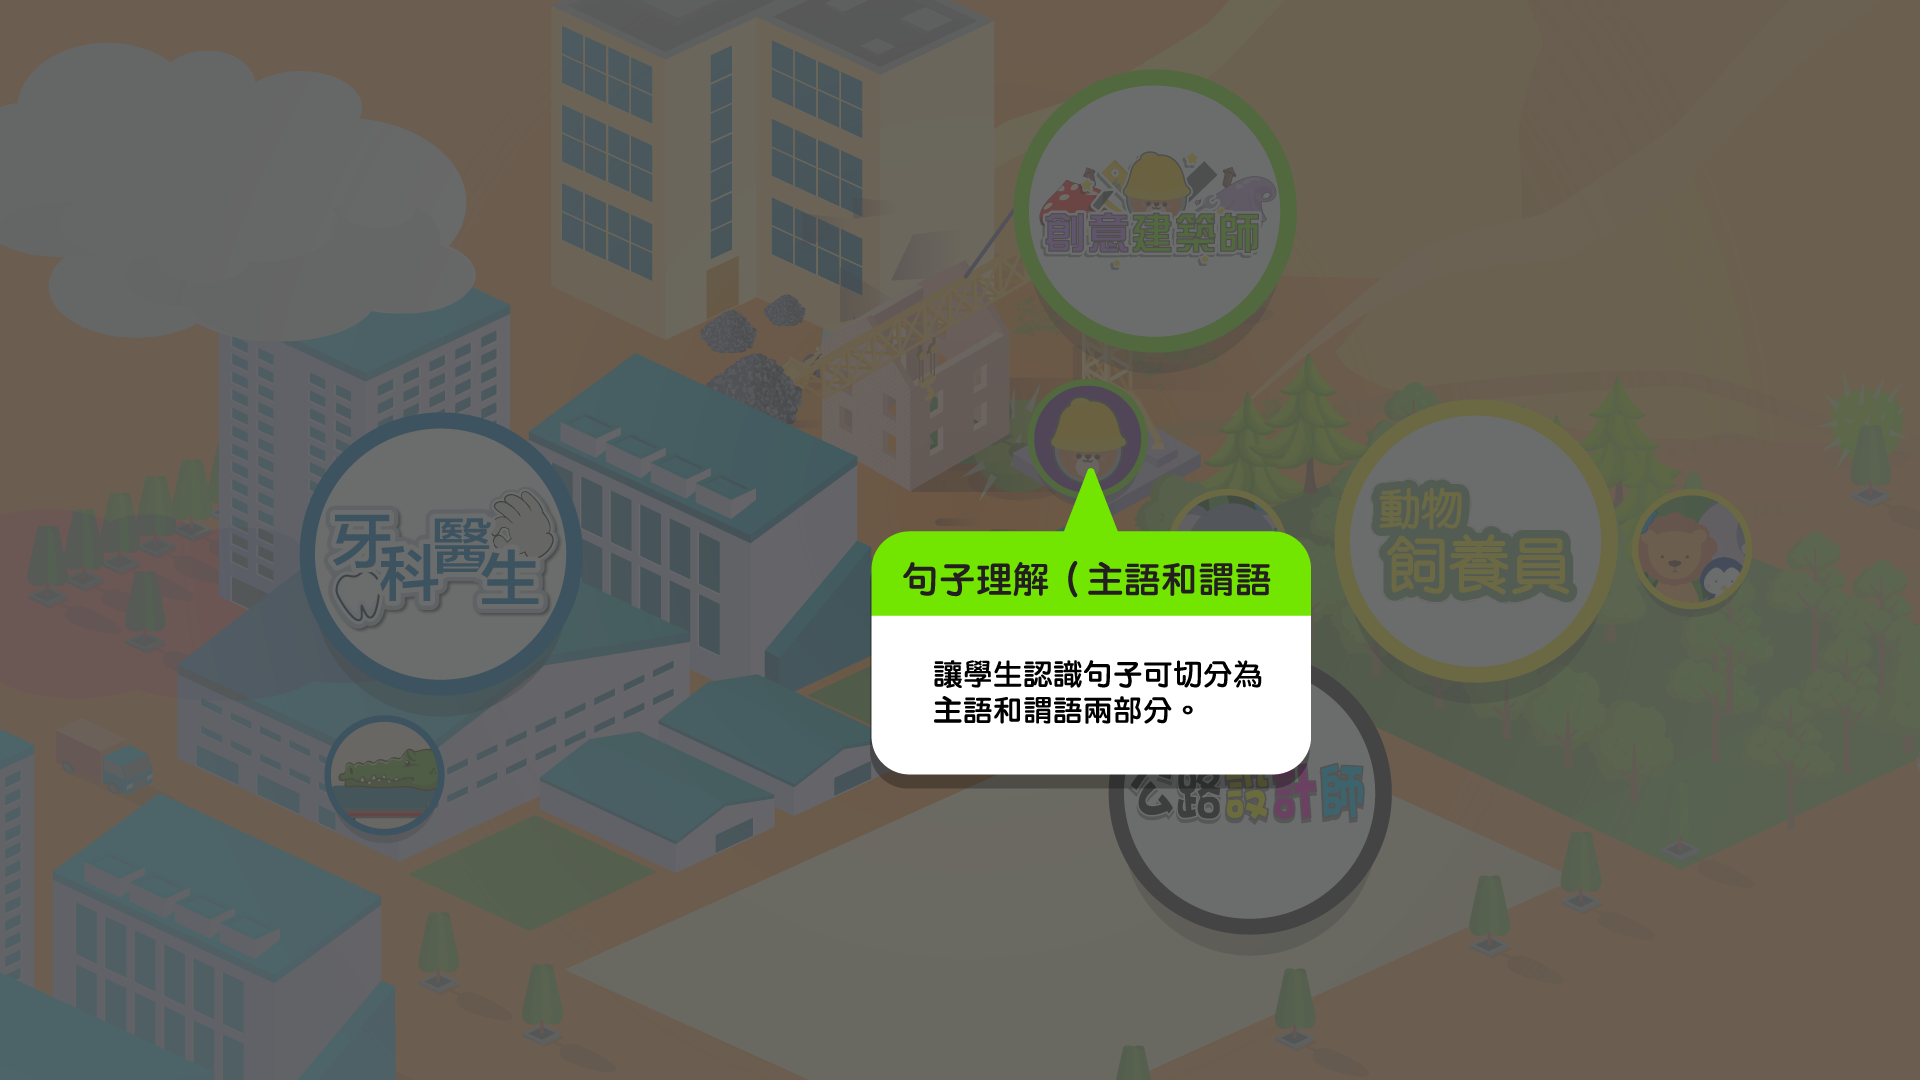 創意建築師
動物
飼養員
牙科醫生
句子理解（主語和謂語
讓學生認識句子可切分為
主語和謂語兩部分。
公路設計師